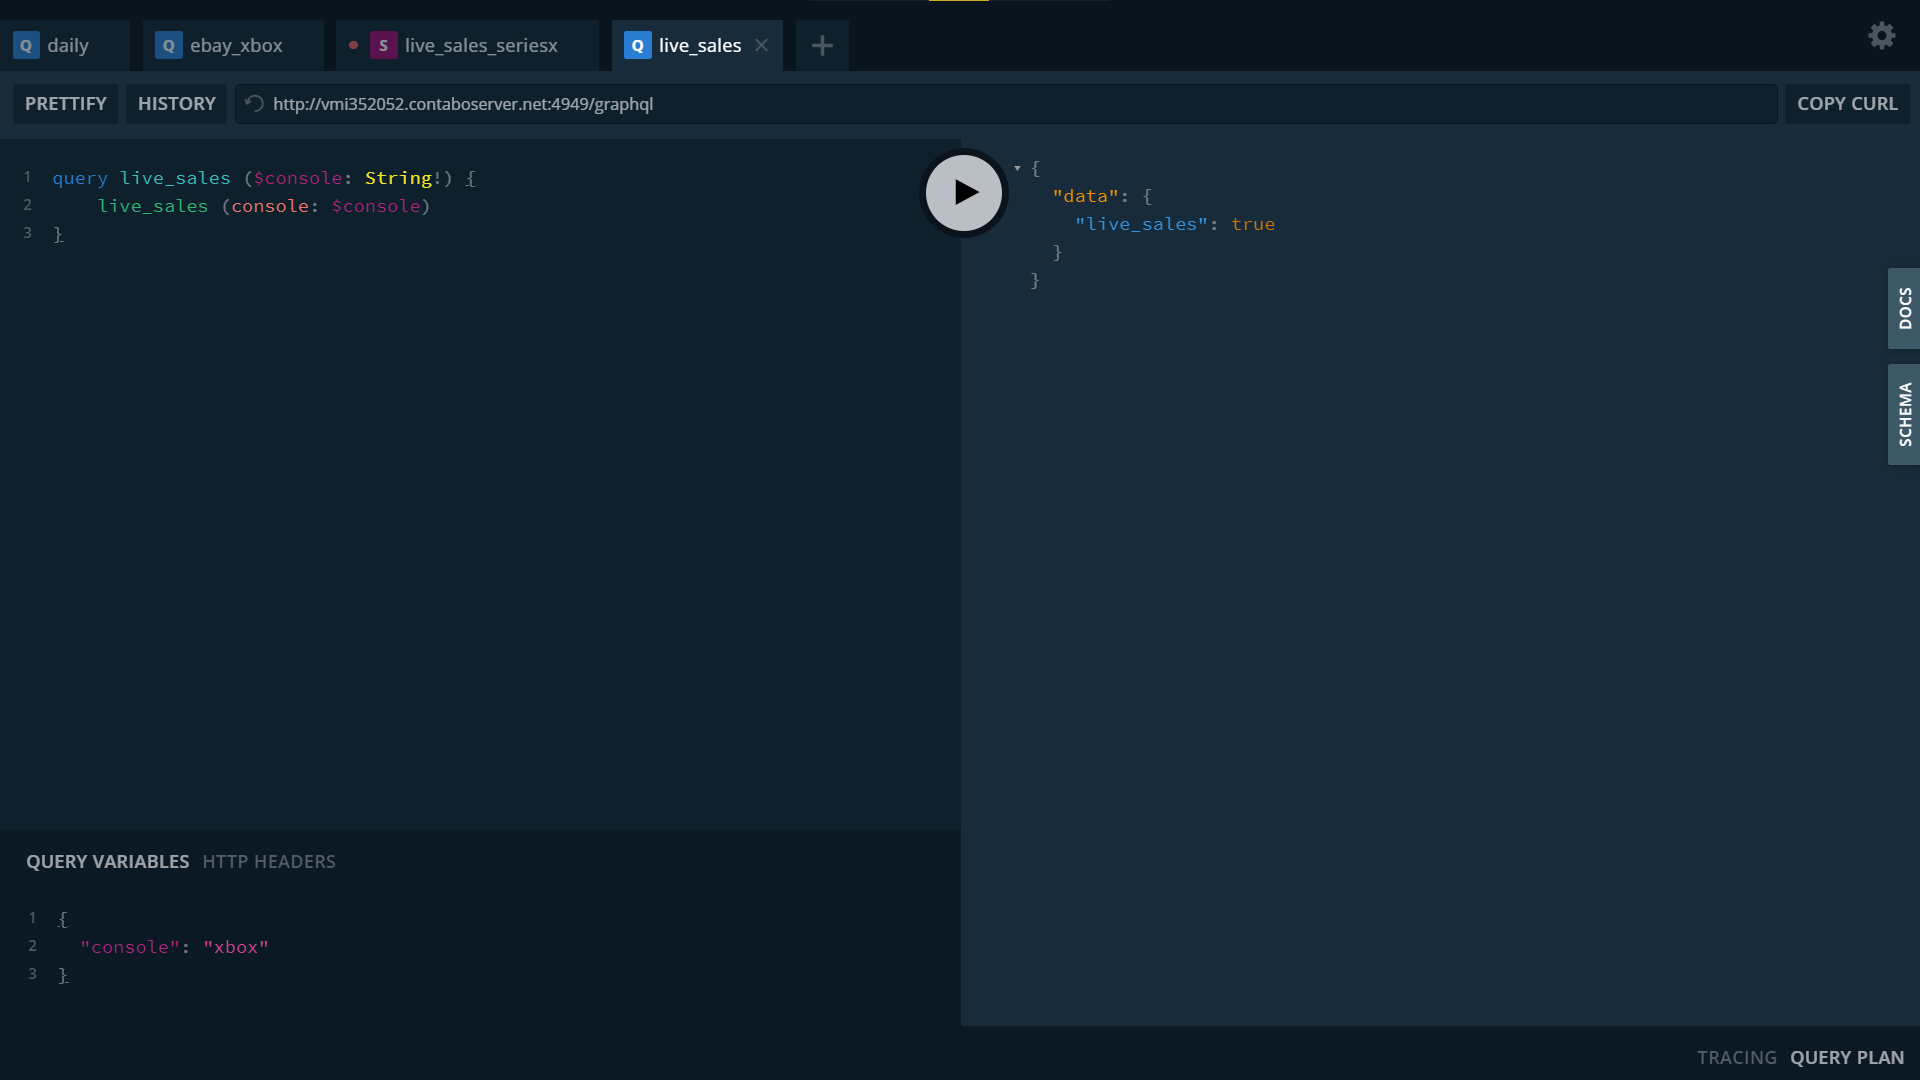 Q daily
Q ebay_xbox
S live_sales_seriesx
Q live_sales
PRETTIFY HISTORY http://vmi352052.contaboserver.net:4949/graphql COPY CURL
1 query live_sales ($console: String!) {
2 live_sales (console: $console)
3 }
{
"data": {
"live_sales": true
}
}
DOCS
SCHEMA
QUERY VARIABLES HTTP HEADERS
1 {
2 "console": "xbox"
3 }
TRACING QUERY PLAN